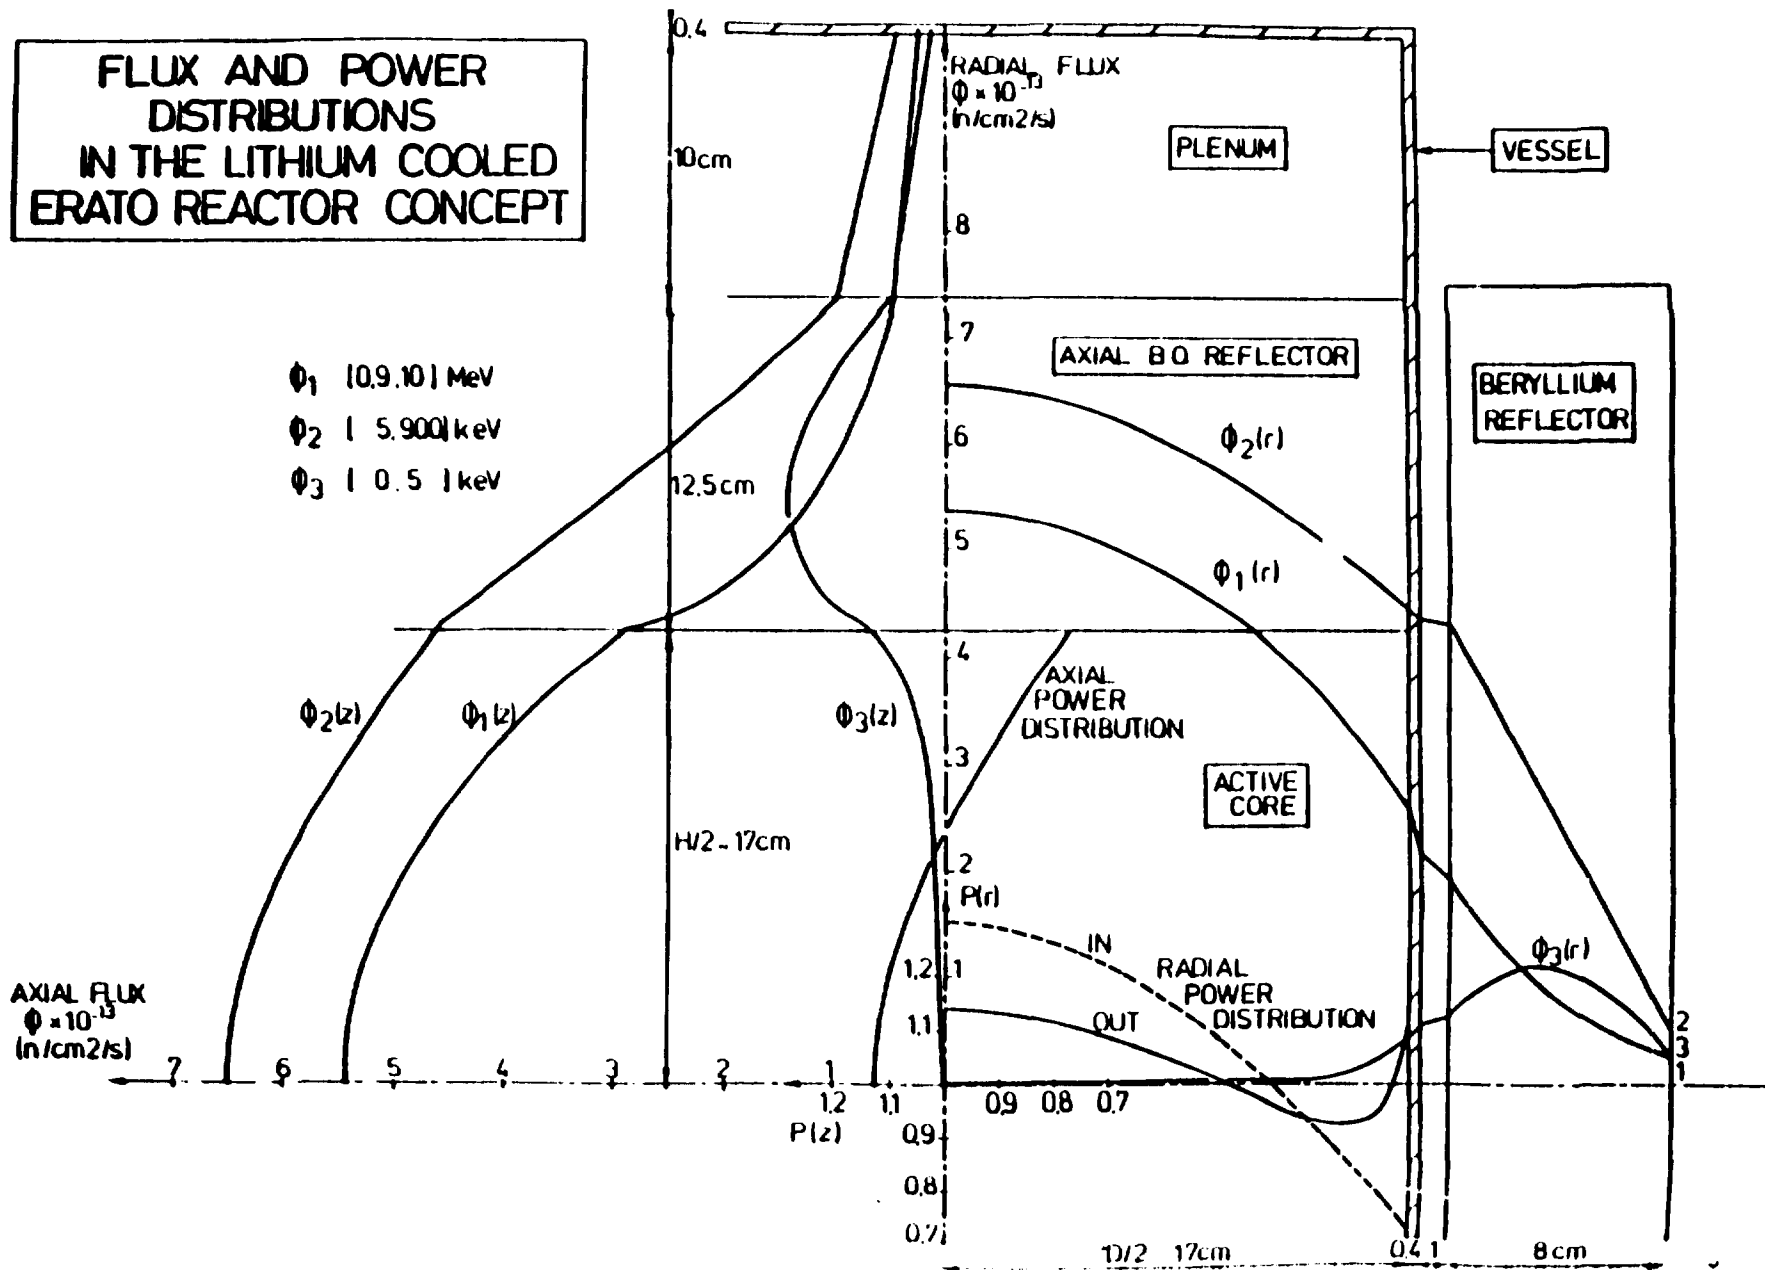 FLUX AND POWER
DISTRIBUTIONS
IN THE LITHIUM COOLED
ERATO REACTOR CONCEPT
0.4
RADIAL FLUX
ϕ × 10⁻¹³
(n/cm2/s)
PLENUM
VESSEL
10cm
8
7
AXIAL BO REFLECTOR
BERYLLIUM
REFLECTOR
ϕ1 [0.9.10] MeV
ϕ2 [ 5.900] keV
ϕ3 [ 0.5 ] keV
6
ϕ2(r)
12.5cm
5
ϕ1(r)
4
AXIAL
POWER
DISTRIBUTION
ϕ2(z)
ϕ1(z)
ϕ3(z)
3
ACTIVE
CORE
H/2 - 17cm
2
P(r)
IN
RADIAL
POWER
DISTRIBUTION
ϕ3(r)
1.2 1
OUT
1.1
2
3
1
AXIAL FLUX
ϕ × 10⁻¹³
(n/cm2/s)
7 6 5 4 3 2 1
1.2 1.1
0.9 0.8 0.7
P(z)
0.9
0.8
0.7
D/2 17cm
0.4 1
8cm